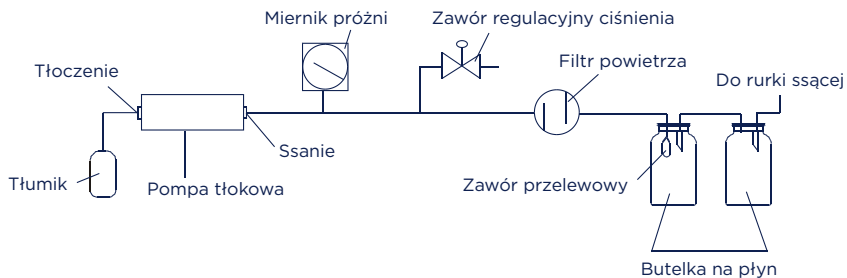 Miernik próżni
Zawór regulacyjny ciśnienia
Filtr powietrza
Tłoczenie
Do rurki ssącej
Ssanie
Tłumik
Pompa tłokowa
Zawór przelewowy
Butelka na płyn